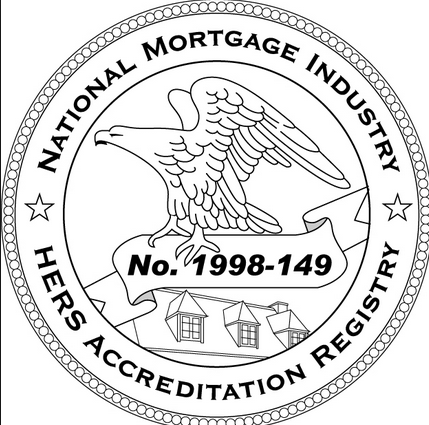 NATIONAL MORTGAGE INDUSTRY
No. 1998-149
HERS ACCREDITATION REGISTRY